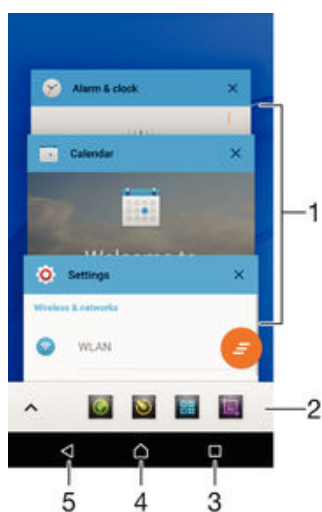 Alarm & clock
Calendar
Welcome to
Settings
Wireless & networks
WLAN
1
2
5
4
3